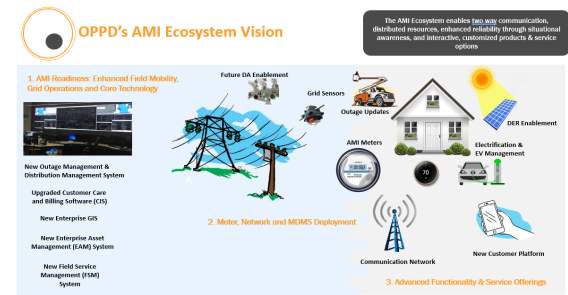 OPPD's AMI Ecosystem Vision
The AMI Ecosystem enables two way communication,
distributed resources, enhanced reliability through situational
awareness, and interactive, customized products & service
options
1. AMI Readiness: Enhanced Field Mobility,
Grid Operations and Core Technology
New Outage Management &
Distribution Management System
Upgraded Customer Care
and Billing Software (CIS)
New Enterprise GIS
New Enterprise Asset
Management (EAM) System
New Field Service
Management (FSM)
System
Future DA Enablement
Grid Sensors
Outage Updates
2. Meter, Network and MDMS Deployment
AMI Meters
70
DER Enablement
Electrification &
EV Management
Communication Network
New Customer Platform
3. Advanced Functionality & Service Offerings